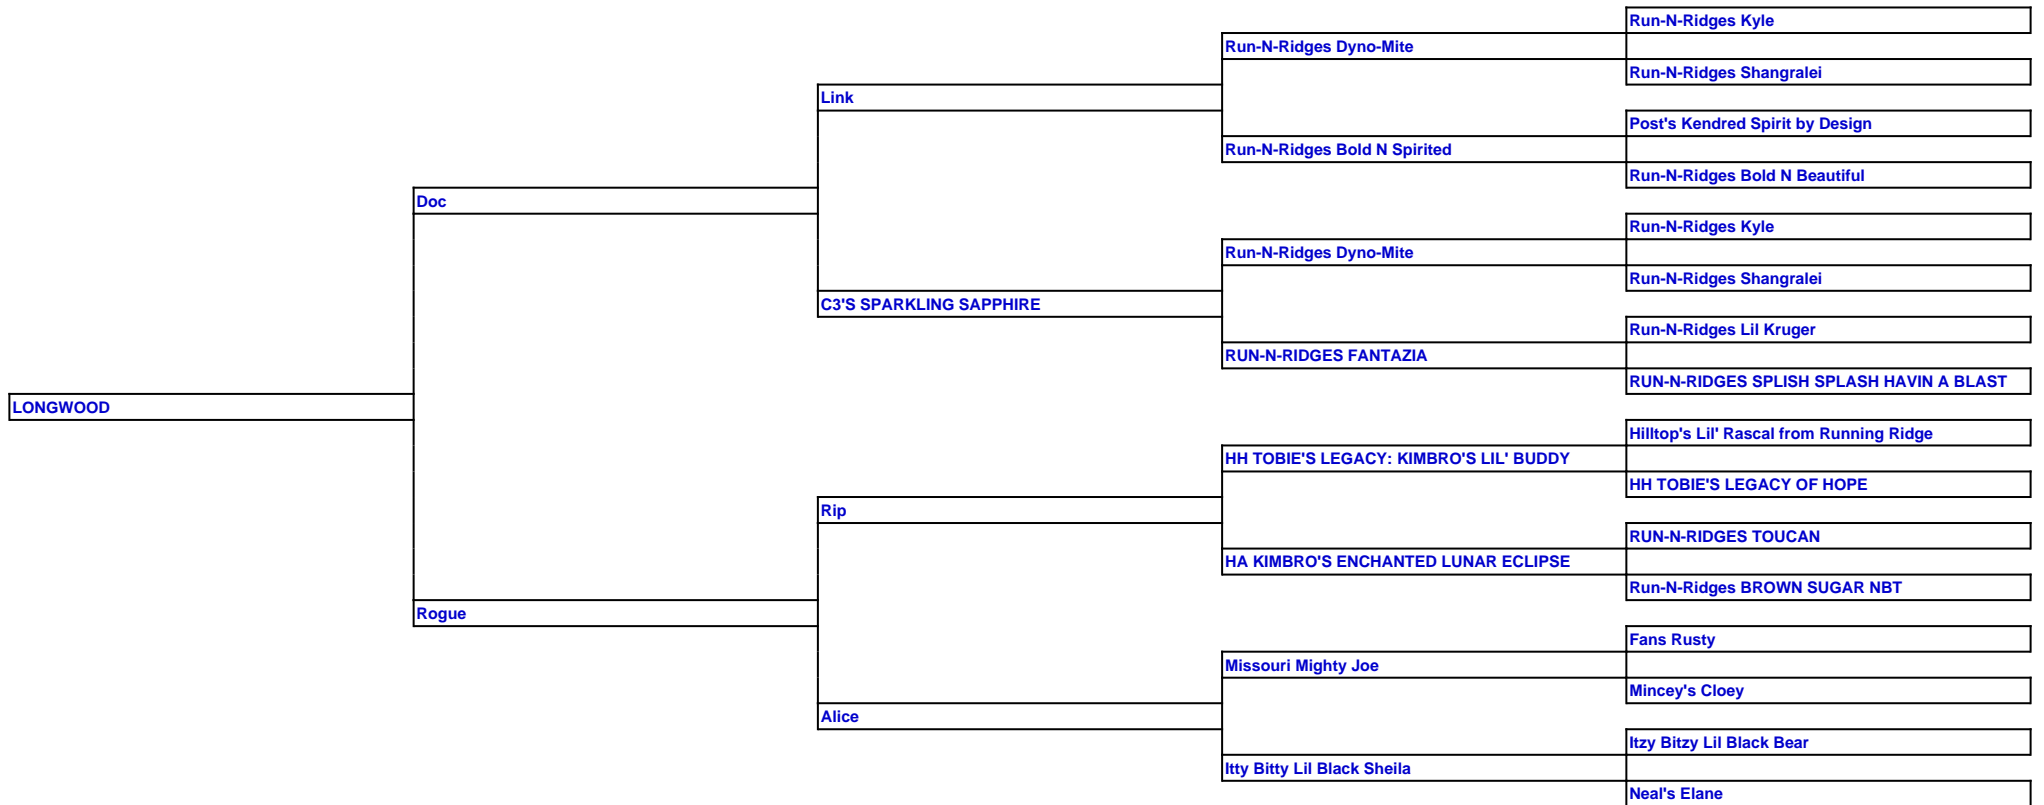 Run-N-Ridges Kyle
Run-N-Ridges Dyno-Mite
Run-N-Ridges Shangralei
Link
Post's Kendred Spirit by Design
Run-N-Ridges Bold N Spirited
Run-N-Ridges Bold N Beautiful
Doc
Run-N-Ridges Kyle
Run-N-Ridges Dyno-Mite
Run-N-Ridges Shangralei
C3'S SPARKLING SAPPHIRE
Run-N-Ridges Lil Kruger
RUN-N-RIDGES FANTAZIA
RUN-N-RIDGES SPLISH SPLASH HAVIN A BLAST
LONGWOOD
Hilltop's Lil' Rascal from Running Ridge
HH TOBIE'S LEGACY: KIMBRO'S LIL' BUDDY
HH TOBIE'S LEGACY OF HOPE
Rip
RUN-N-RIDGES TOUCAN
HA KIMBRO'S ENCHANTED LUNAR ECLIPSE
Run-N-Ridges BROWN SUGAR NBT
Rogue
Fans Rusty
Missouri Mighty Joe
Mincey's Cloey
Alice
Itzy Bitzy Lil Black Bear
Itty Bitty Lil Black Sheila
Neal's Elane